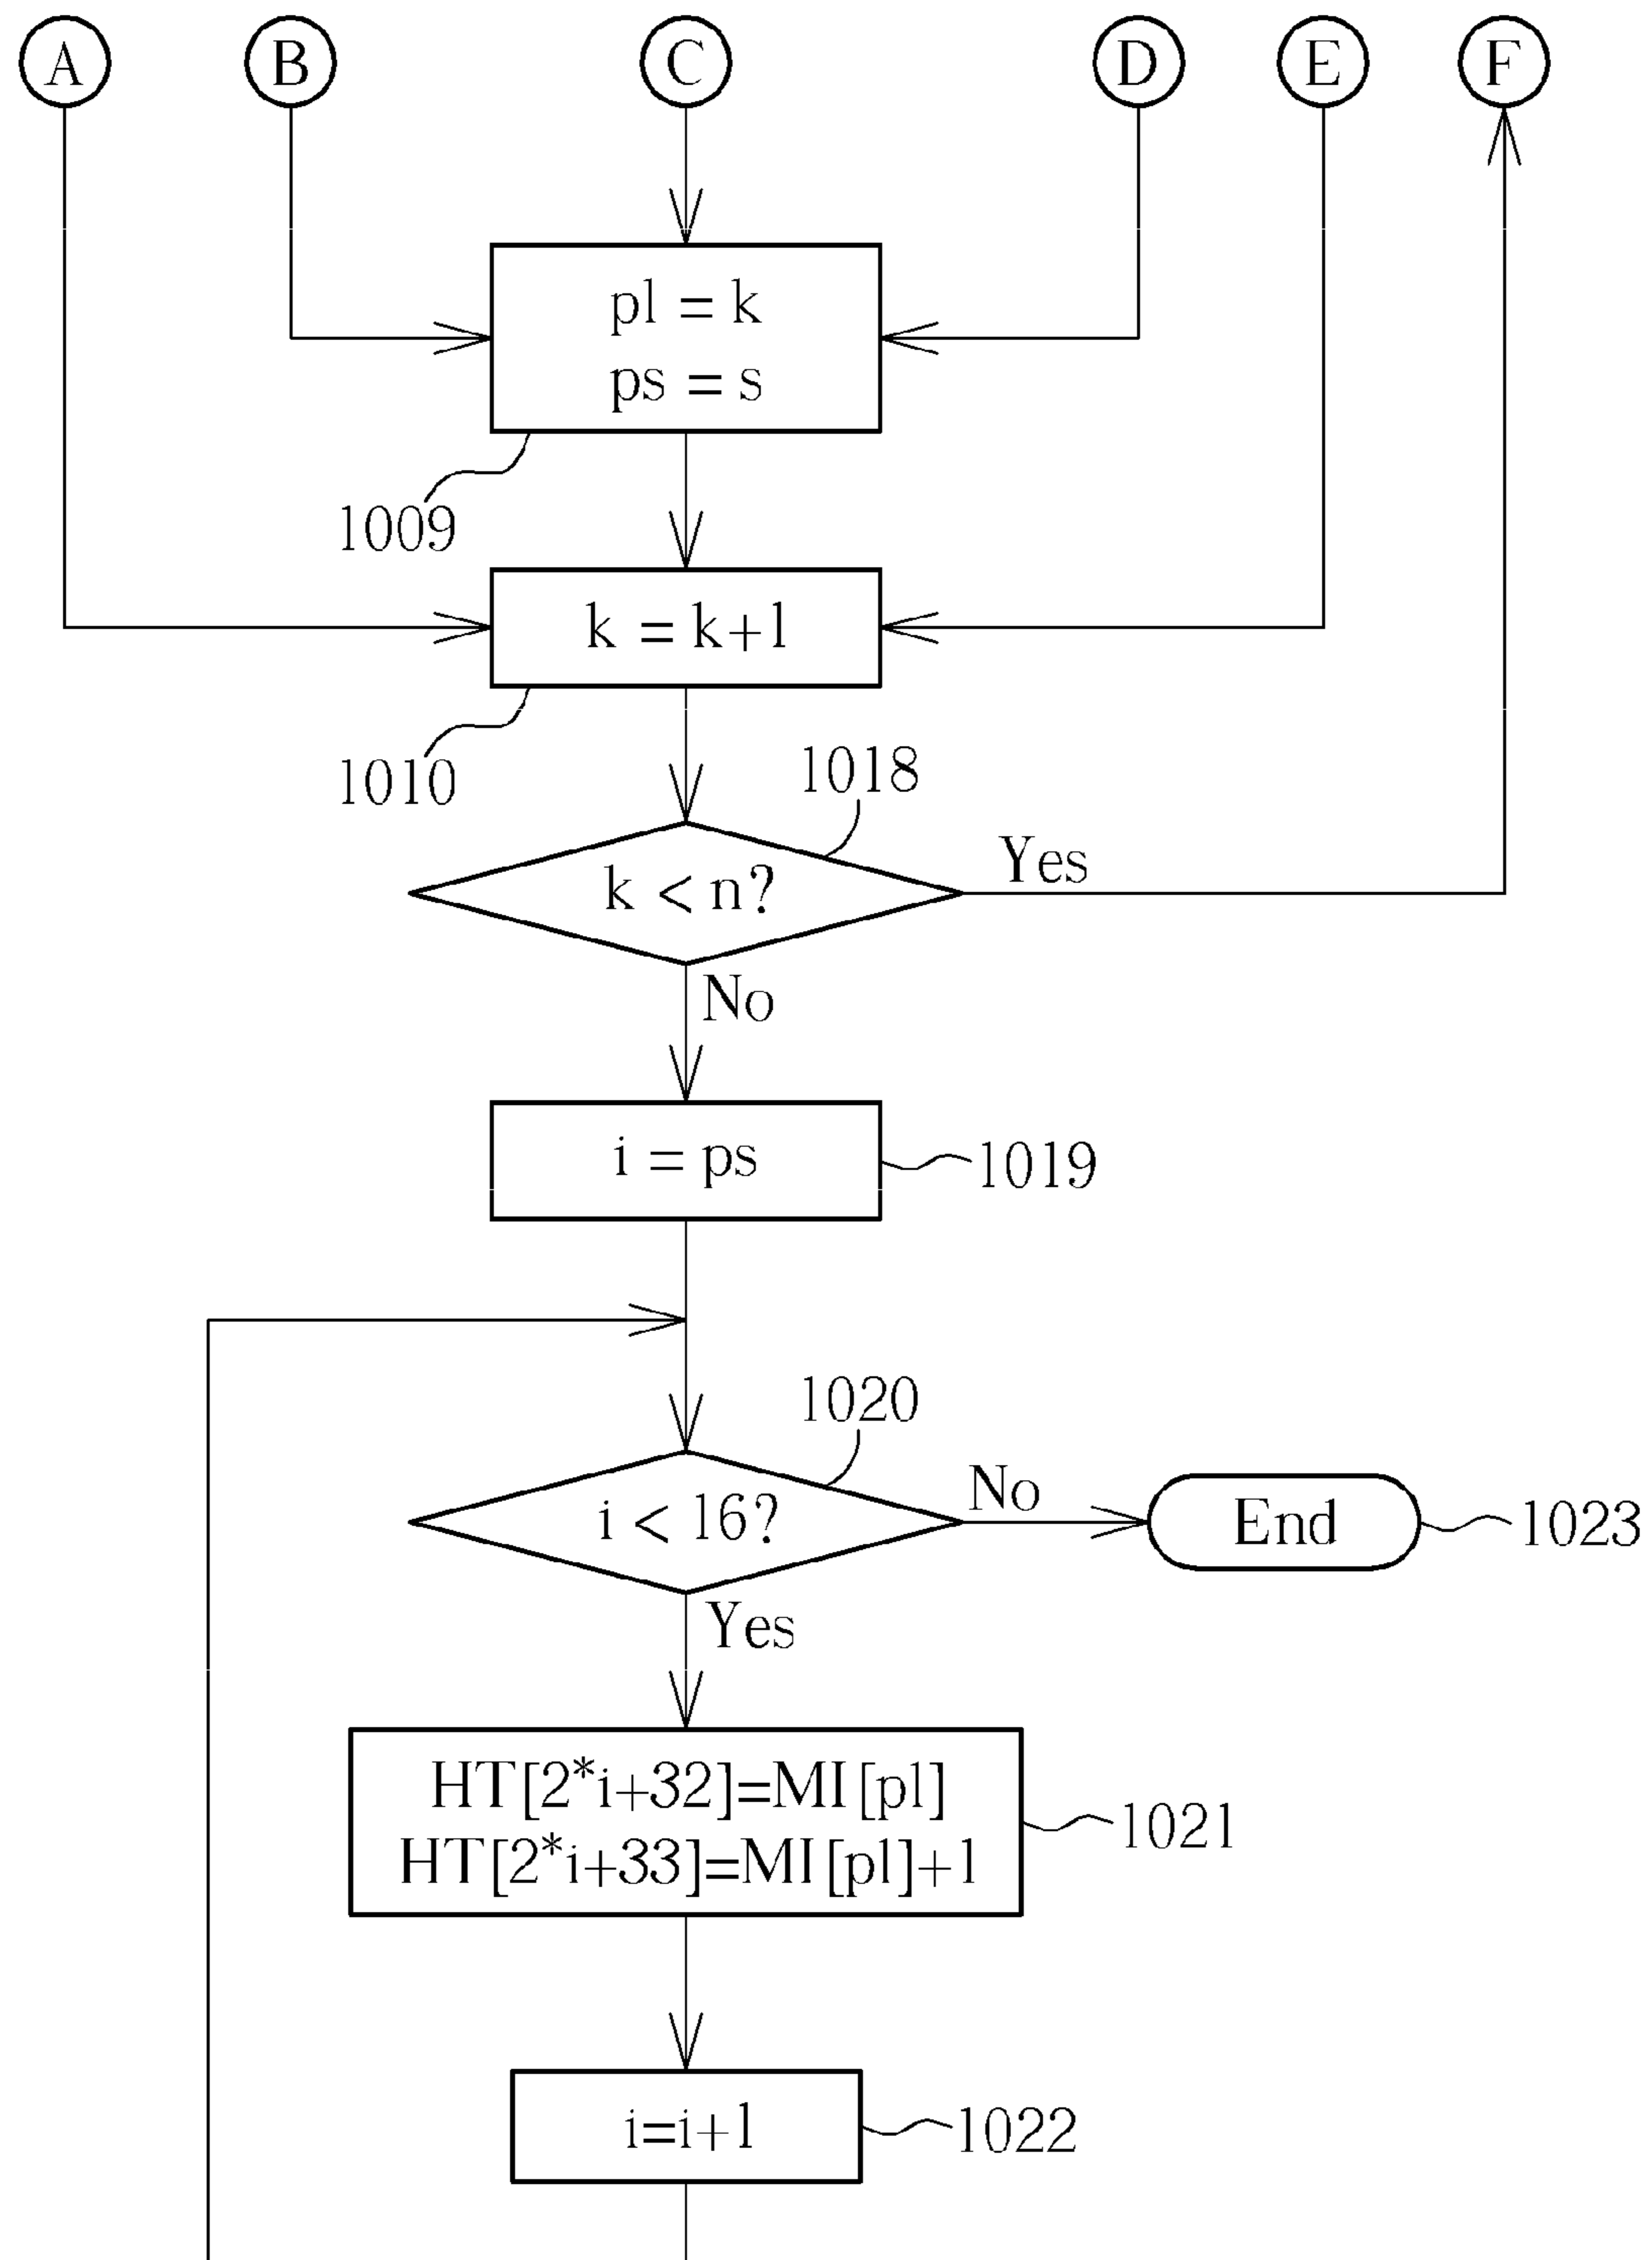 A B C D E F
pl = k
ps = s
1009
k = k+1
1010
1018
k < n?
Yes
No
i = ps
1019
1020
i < 16?
No
End
1023
Yes
HT[2*i+32]=MI[pl]
HT[2*i+33]=MI[pl]+1
1021
i=i+1
1022